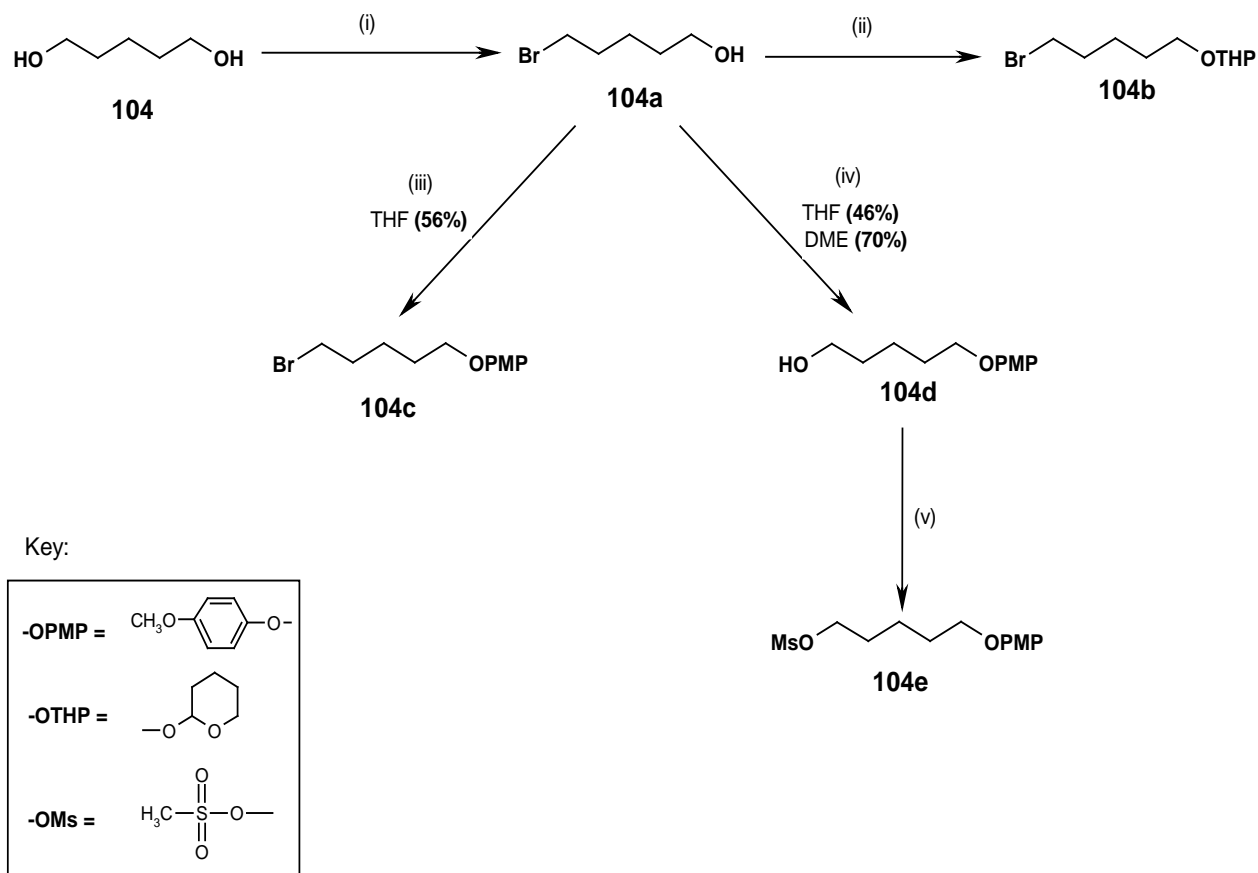 (i)
(ii)
HO OH
Br OH
Br OTHP
104
104a
104b
(iii)
THF (56%)
(iv)
THF (46%)
DME (70%)
Br OPMP
104c
HO OPMP
104d
(v)
MsO OPMP
104e
Key:
-OPMP = CH3O O–
-OTHP = O O
-OMs = H3C S O O O